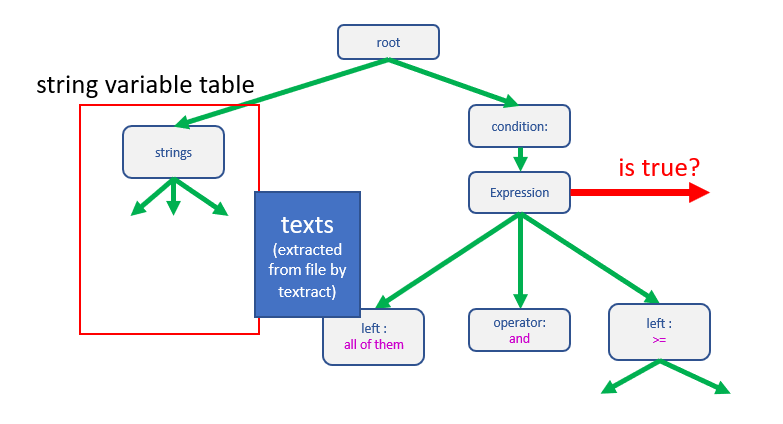 root
string variable table
condition:
strings
is true?
Expression
texts
(extracted
from file by
textract)
left :
all of them
operator:
and
left :
>=